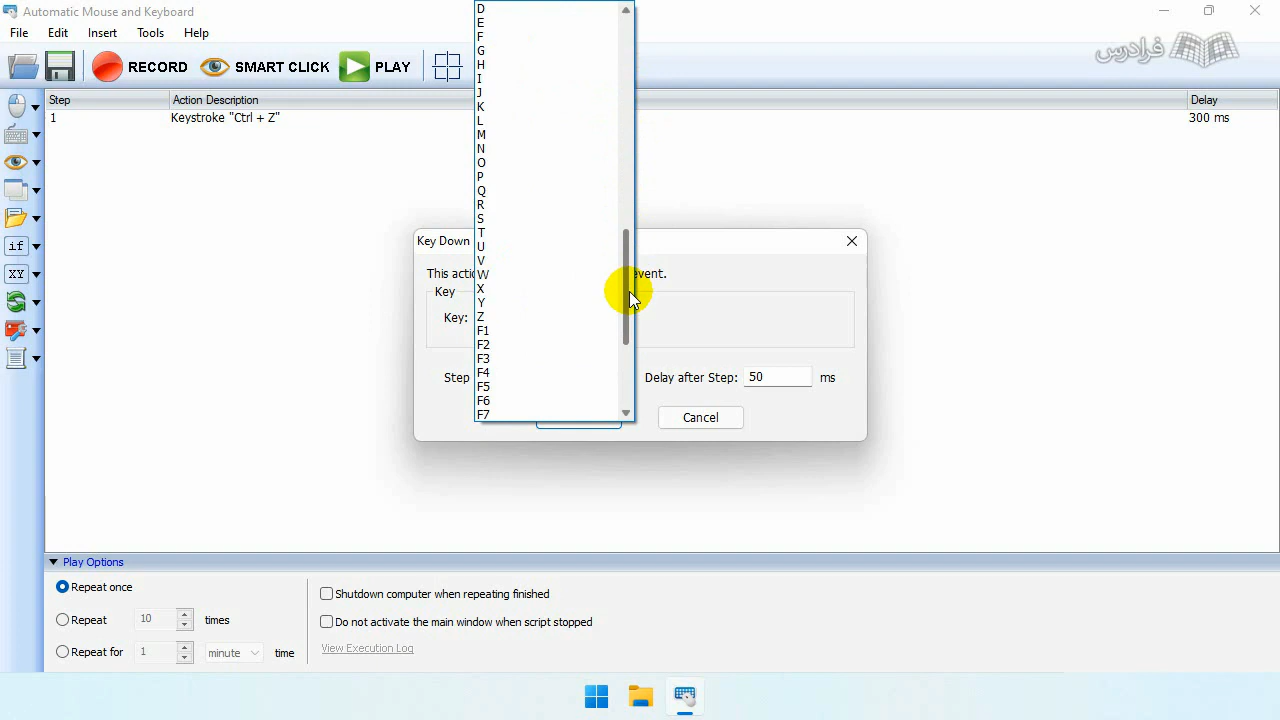 Automatic Mouse and Keyboard
File Edit Insert Tools Help
RECORD SMART CLICK PLAY
فرادرس
Step Action Description Delay
1 Keystroke "Ctrl + Z" 300 ms
if
XY
D
E
F
G
H
I
J
K
L
M
N
O
P
Q
R
S
T
U
V
W
X
Y
Z
F1
F2
F3
F4
F5
F6
F7
Key Down
This actio
event.
Key
Key:
Step
Delay after Step: 50 ms
Cancel
Play Options
Repeat once
Repeat 10 times
Repeat for 1 minute time
Shutdown computer when repeating finished
Do not activate the main window when script stopped
View Execution Log